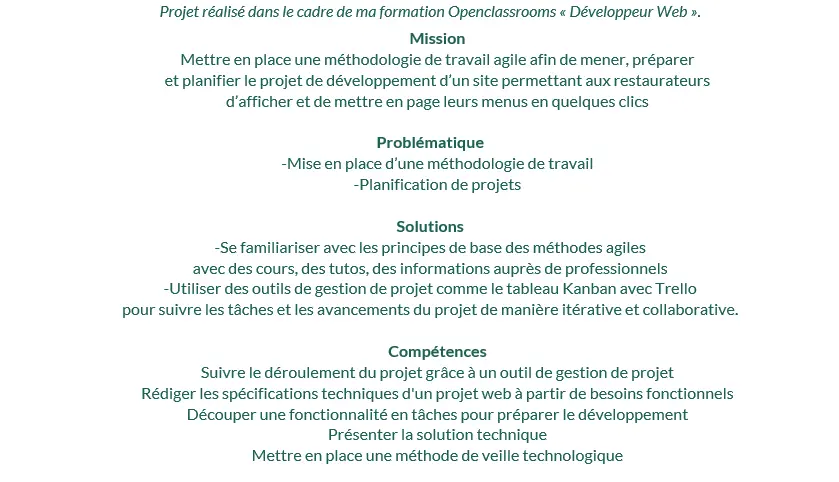 Projet réalisé dans le cadre de ma formation Openclassrooms « Développeur Web ».
Mission
Mettre en place une méthodologie de travail agile afin de mener, préparer
et planifier le projet de développement d’un site permettant aux restaurateurs
d’afficher et de mettre en page leurs menus en quelques clics
Problématique
-Mise en place d’une méthodologie de travail
-Planification de projets
Solutions
-Se familiariser avec les principes de base des méthodes agiles
avec des cours, des tutos, des informations auprès de professionnels
-Utiliser des outils de gestion de projet comme le tableau Kanban avec Trello
pour suivre les tâches et les avancements du projet de manière itérative et collaborative.
Compétences
Suivre le déroulement du projet grâce à un outil de gestion de projet
Rédiger les spécifications techniques d'un projet web à partir de besoins fonctionnels
Découper une fonctionnalité en tâches pour préparer le développement
Présenter la solution technique
Mettre en place une méthode de veille technologique